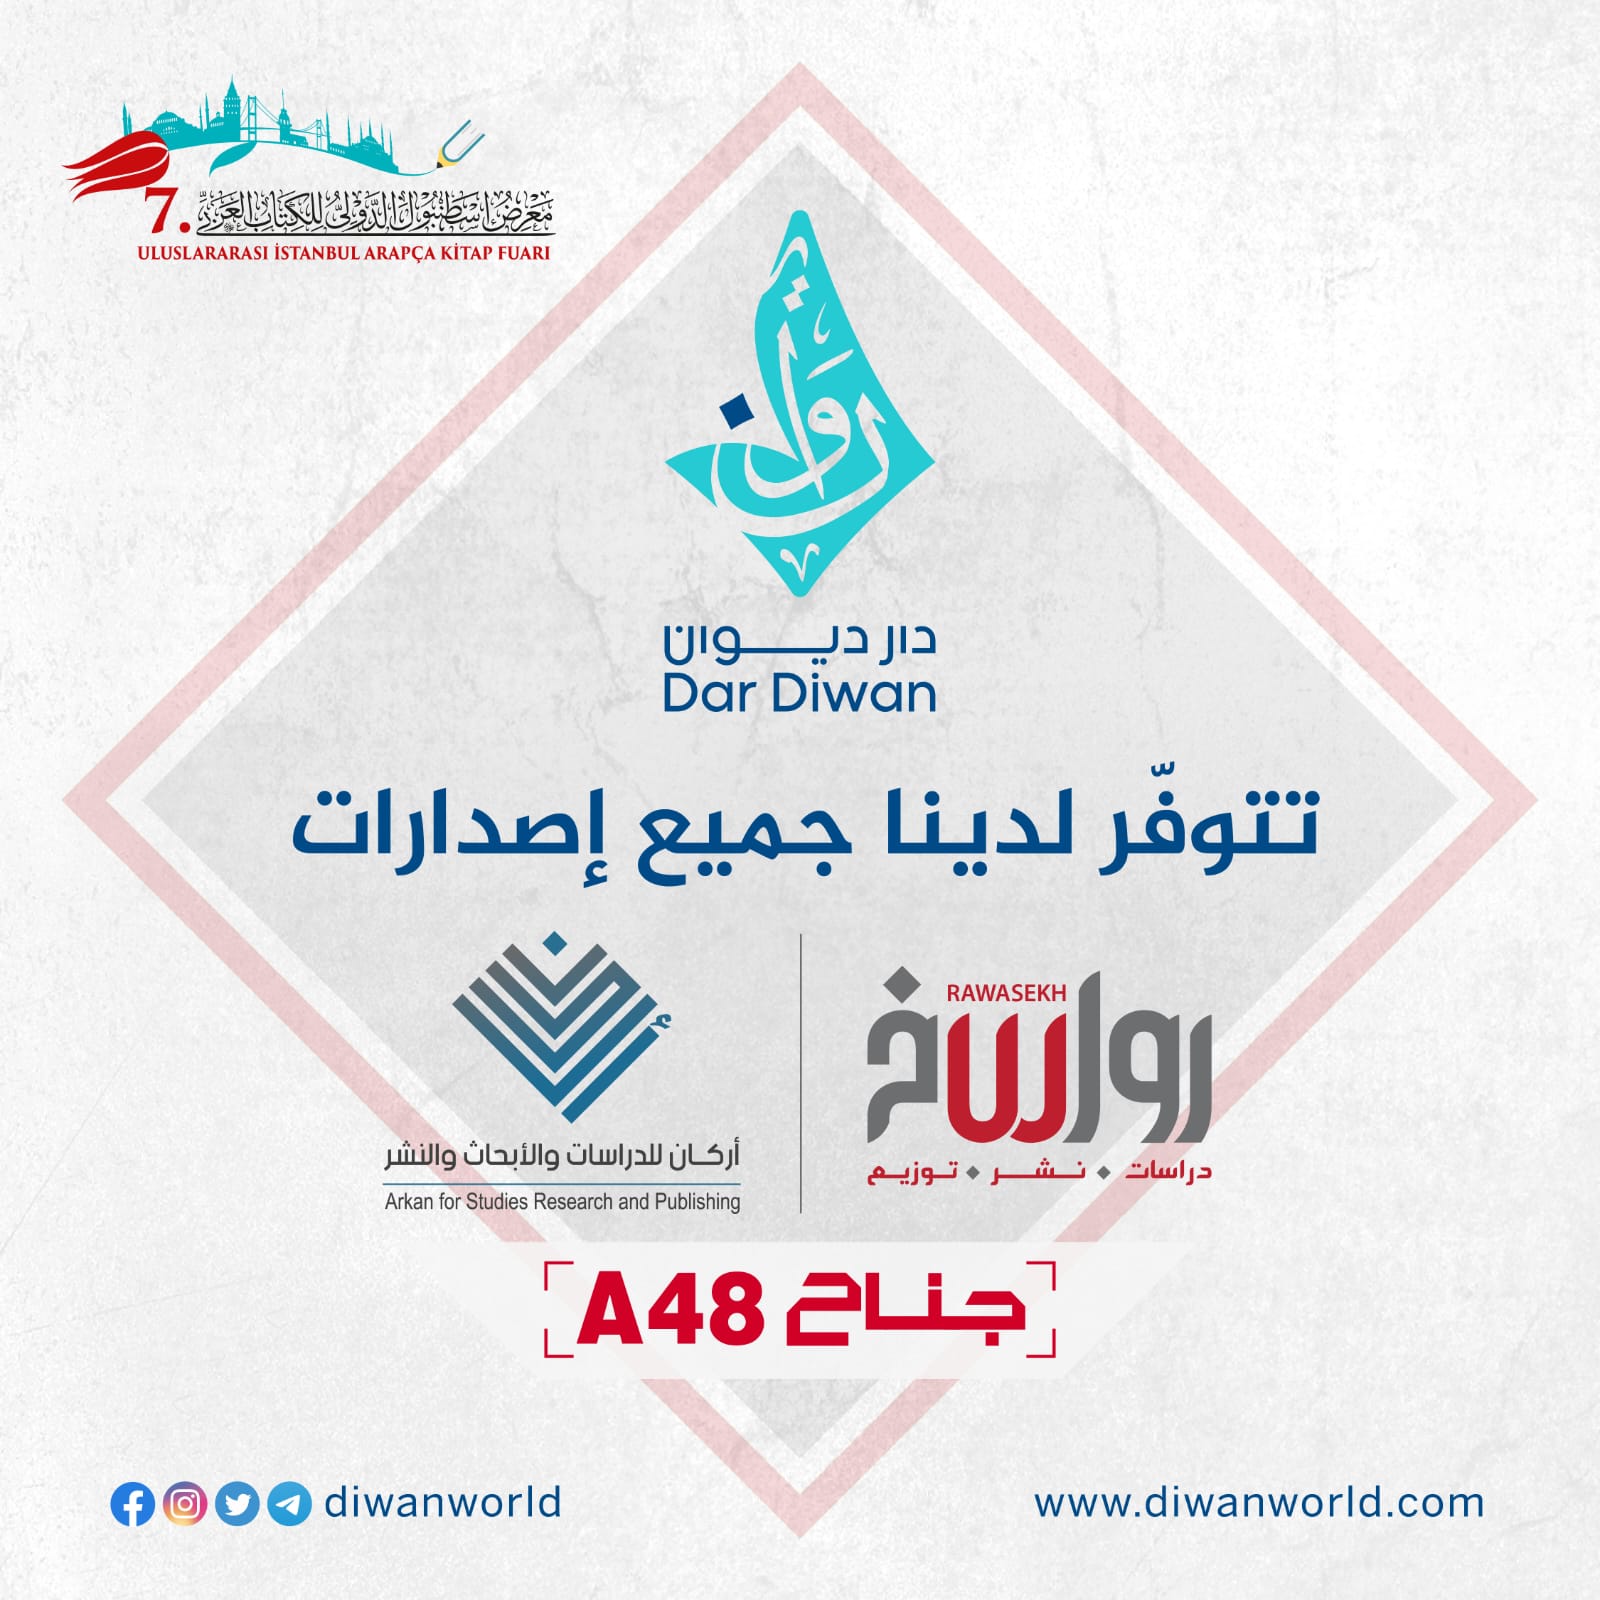 7. معرض إسطنبول الدولي للكتاب العربي
ULUSLARARASI İSTANBUL ARAPÇA KİTAP FUARI
دار ديوان
Dar Diwan
تتوفّر لدينا جميع إصدارات
RAWASEKH
رواسخ
دراسات ◆ نشر ◆ توزيع
أركان للدراسات والأبحاث والنشر
Arkan for Studies Research and Publishing
جناح A48
diwanworld
www.diwanworld.com